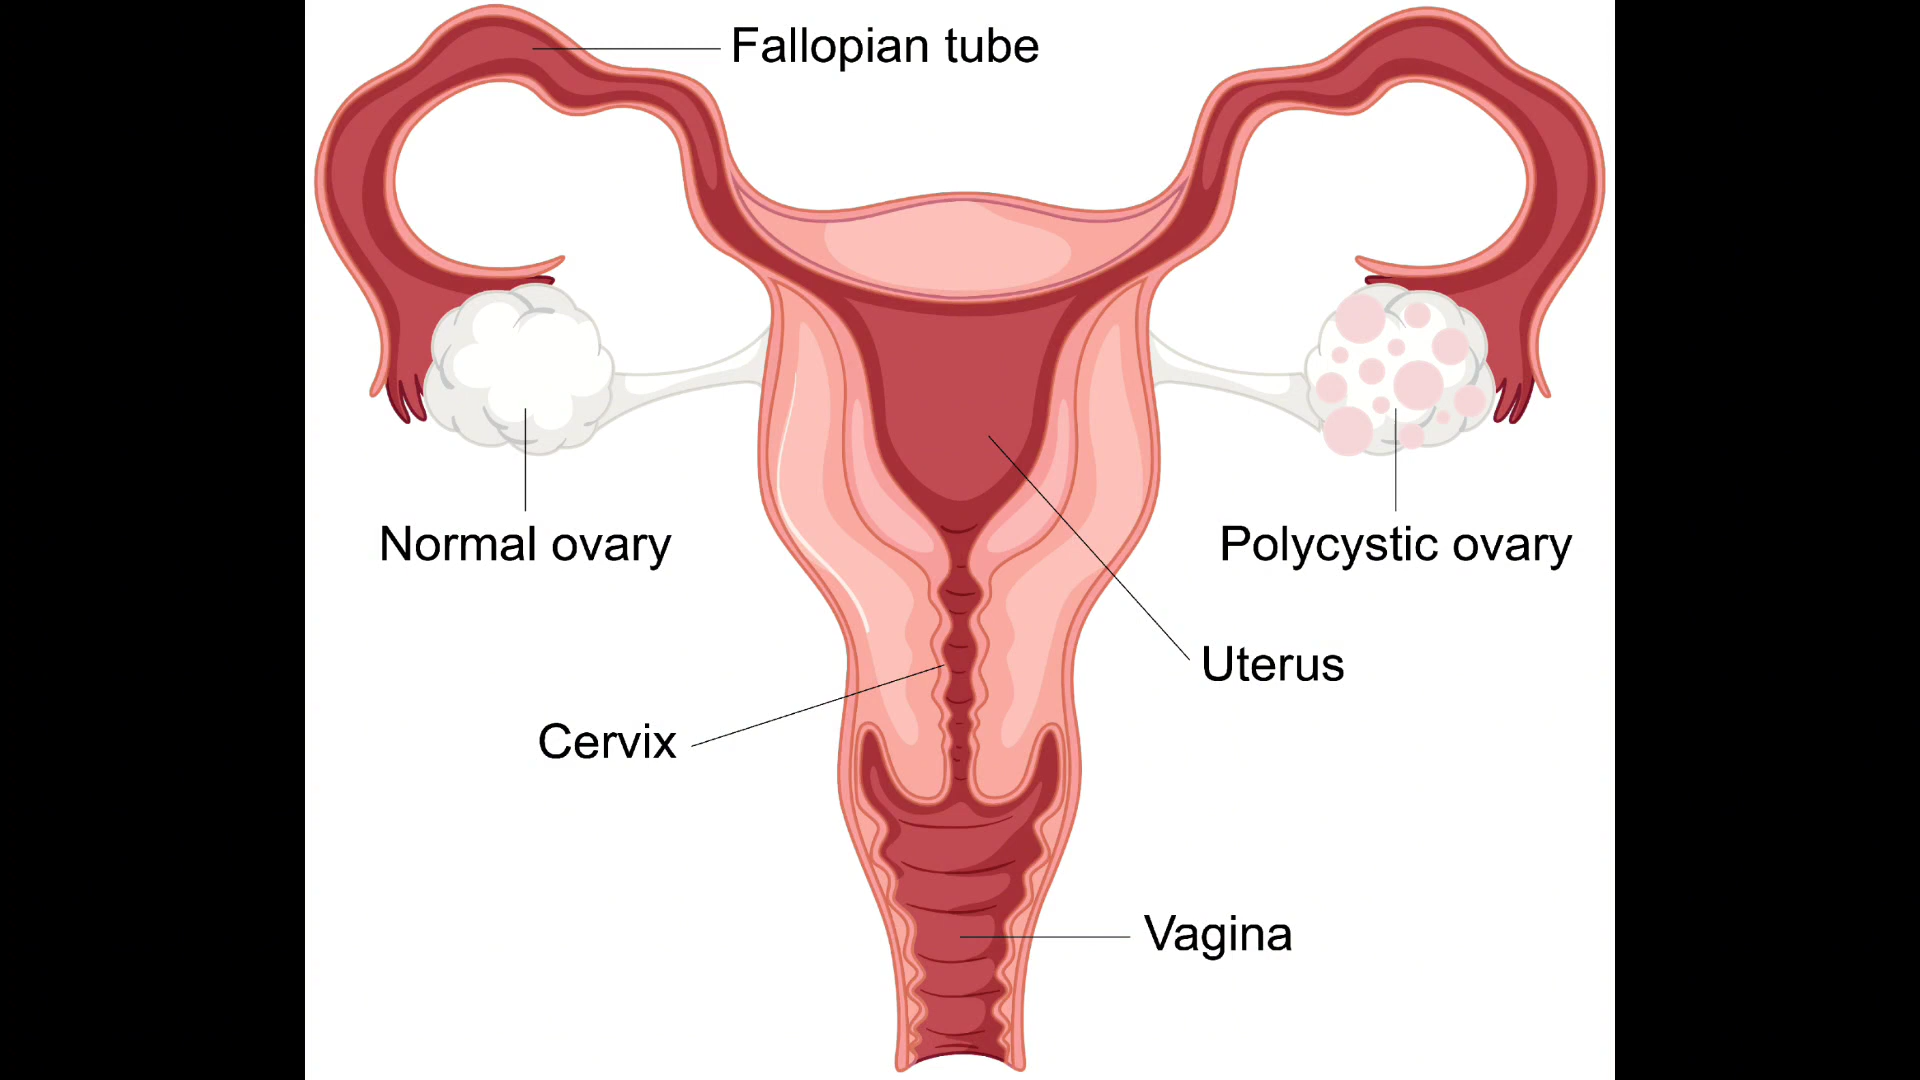 Fallopian tube
Normal ovary
Polycystic ovary
Uterus
Cervix
Vagina